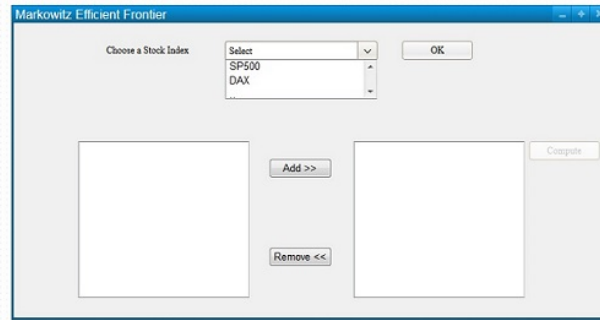 Markowitz Efficient Frontier
Choose a Stock Index
Select
OK
SP500
DAX
Add >>
Compute
Remove <<